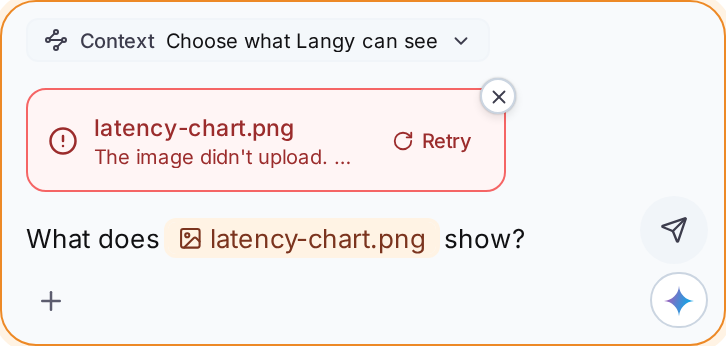 Context Choose what Langy can see
latency-chart.png
The image didn't upload. ...
Retry
What does latency-chart.png show?